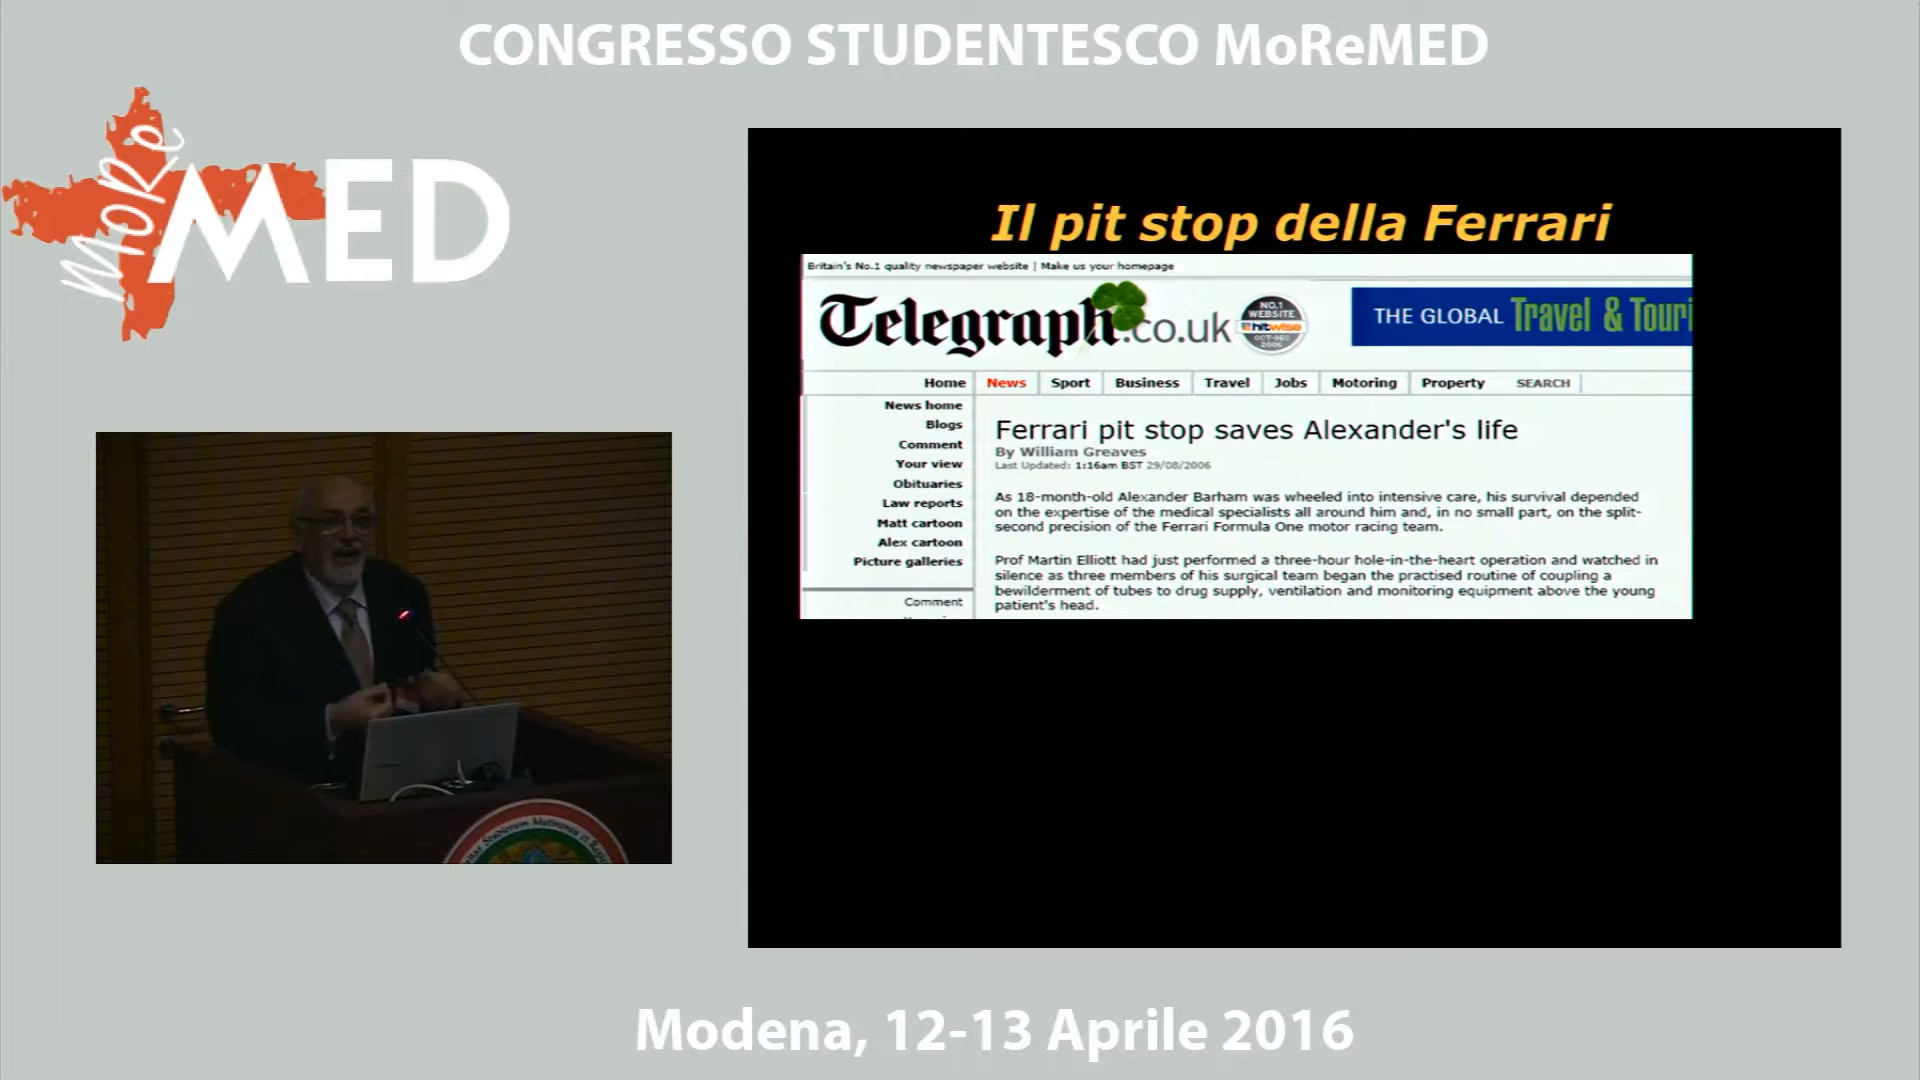 CONGRESSO STUDENTESCO MoReMED
MoRe
MED
Il pit stop della Ferrari
Britain's No.1 quality newspaper website | Make us your homepage
Telegraph.co.uk
NO.1
WEBSITE
hitwise
OCT-DEC
2006
THE GLOBAL Travel & Touri
Home News Sport Business Travel Jobs Motoring Property SEARCH
News home
Blogs
Comment
Your view
Obituaries
Law reports
Matt cartoon
Alex cartoon
Picture galleries
Comment
Ferrari pit stop saves Alexander's life
By William Greaves
Last Updated: 1:16am BST 29/08/2006
As 18-month-old Alexander Barham was wheeled into intensive care, his survival depended
on the expertise of the medical specialists all around him and, in no small part, on the split-
second precision of the Ferrari Formula One motor racing team.
Prof Martin Elliott had just performed a three-hour hole-in-the-heart operation and watched in
silence as three members of his surgical team began the practised routine of coupling a
bewilderment of tubes to drug supply, ventilation and monitoring equipment above the young
patient's head.
Modena, 12-13 Aprile 2016